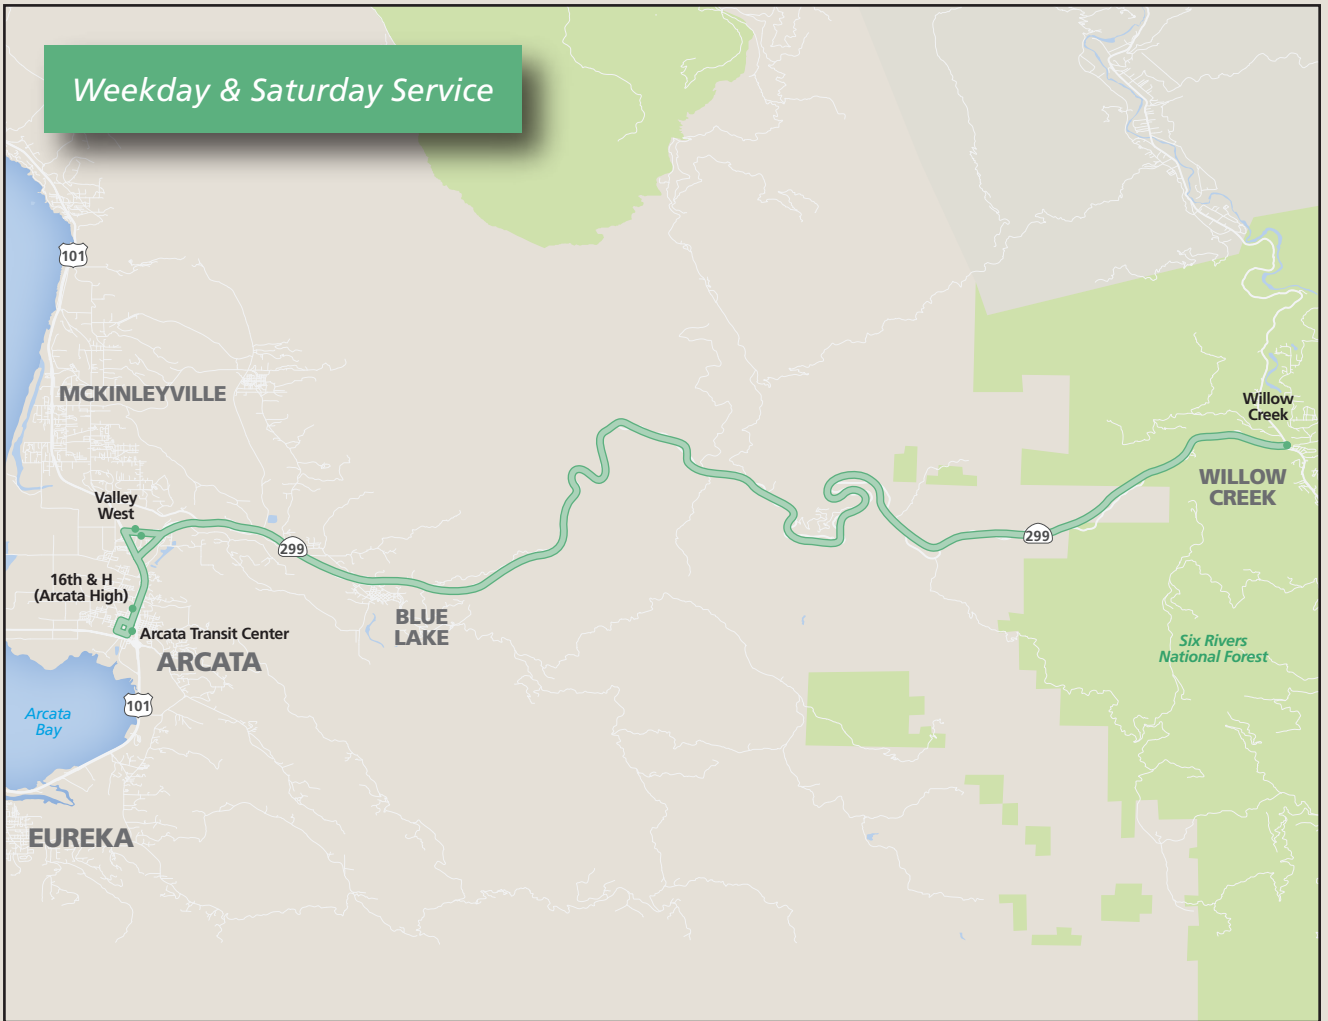 Weekday & Saturday Service
101
MCKINLEYVILLE
Willow
Creek
WILLOW
CREEK
Valley
West
299
299
16th & H
(Arcata High)
BLUE
LAKE
Arcata Transit Center
ARCATA
Six Rivers
National Forest
101
Arcata
Bay
EUREKA